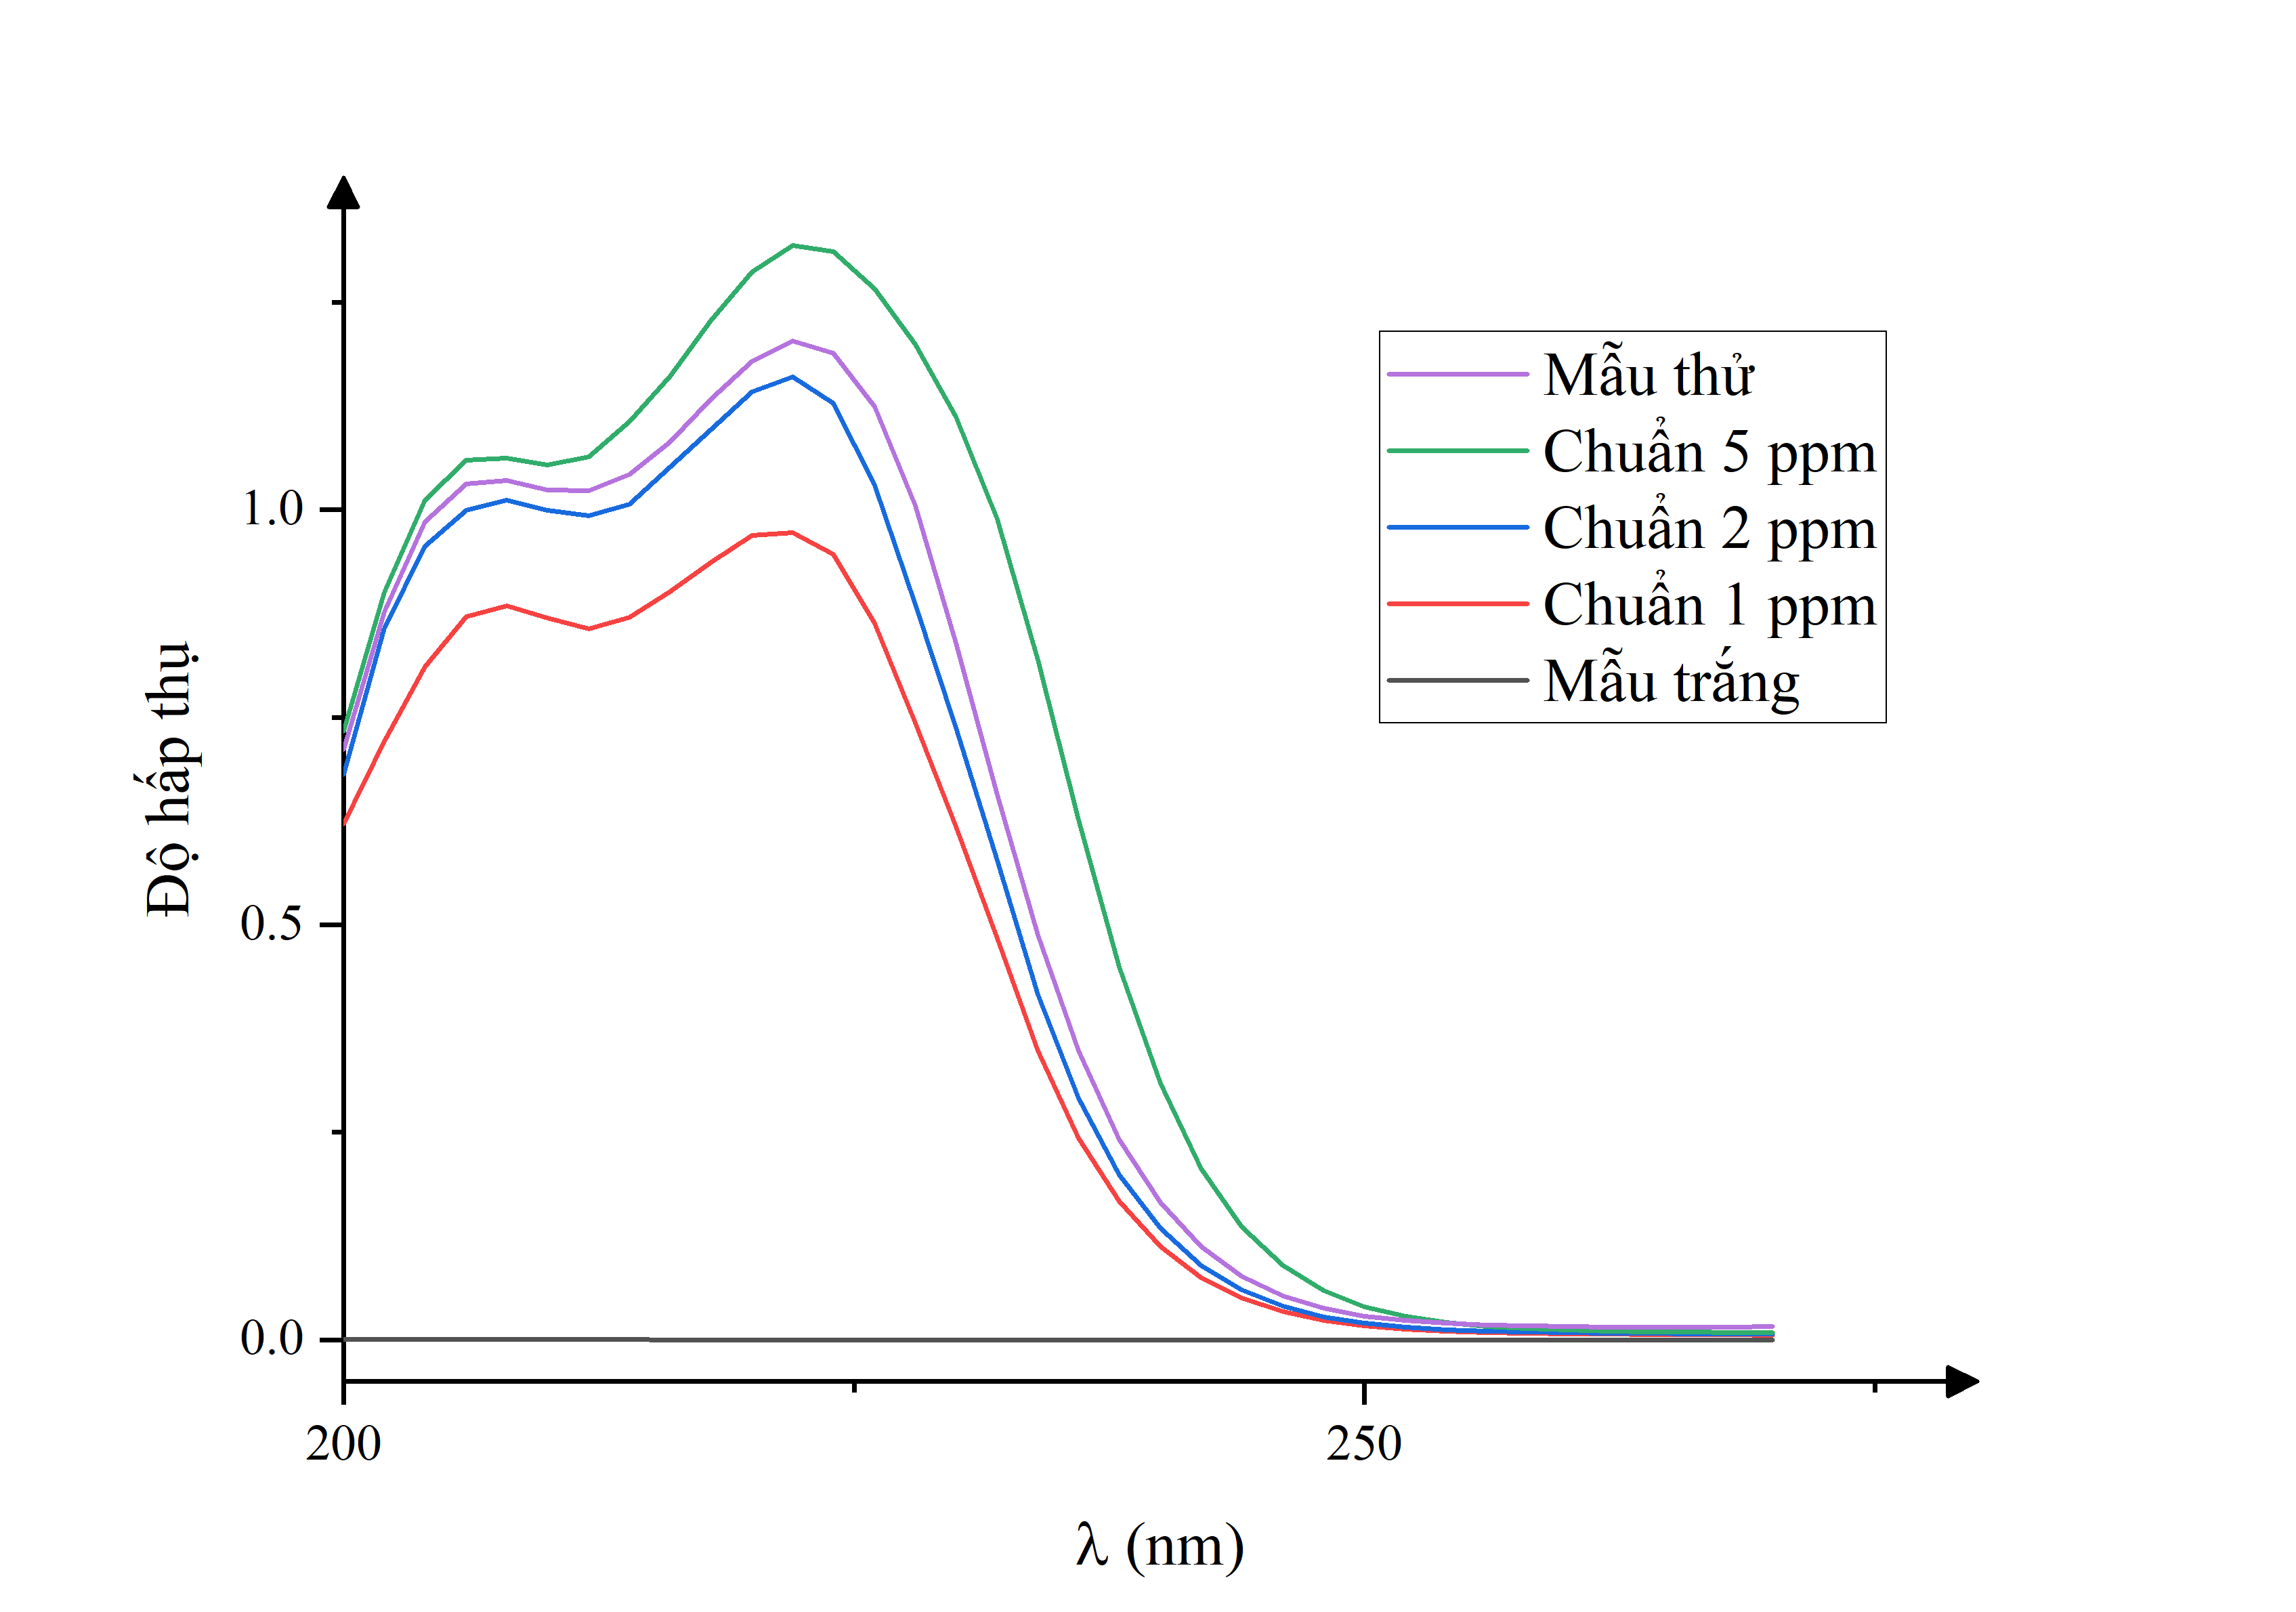 Mẫu thử
Chuẩn 5 ppm
Chuẩn 2 ppm
Chuẩn 1 ppm
Mẫu trắng
Độ hấp thụ
1.0
0.5
0.0
200
250
λ (nm)